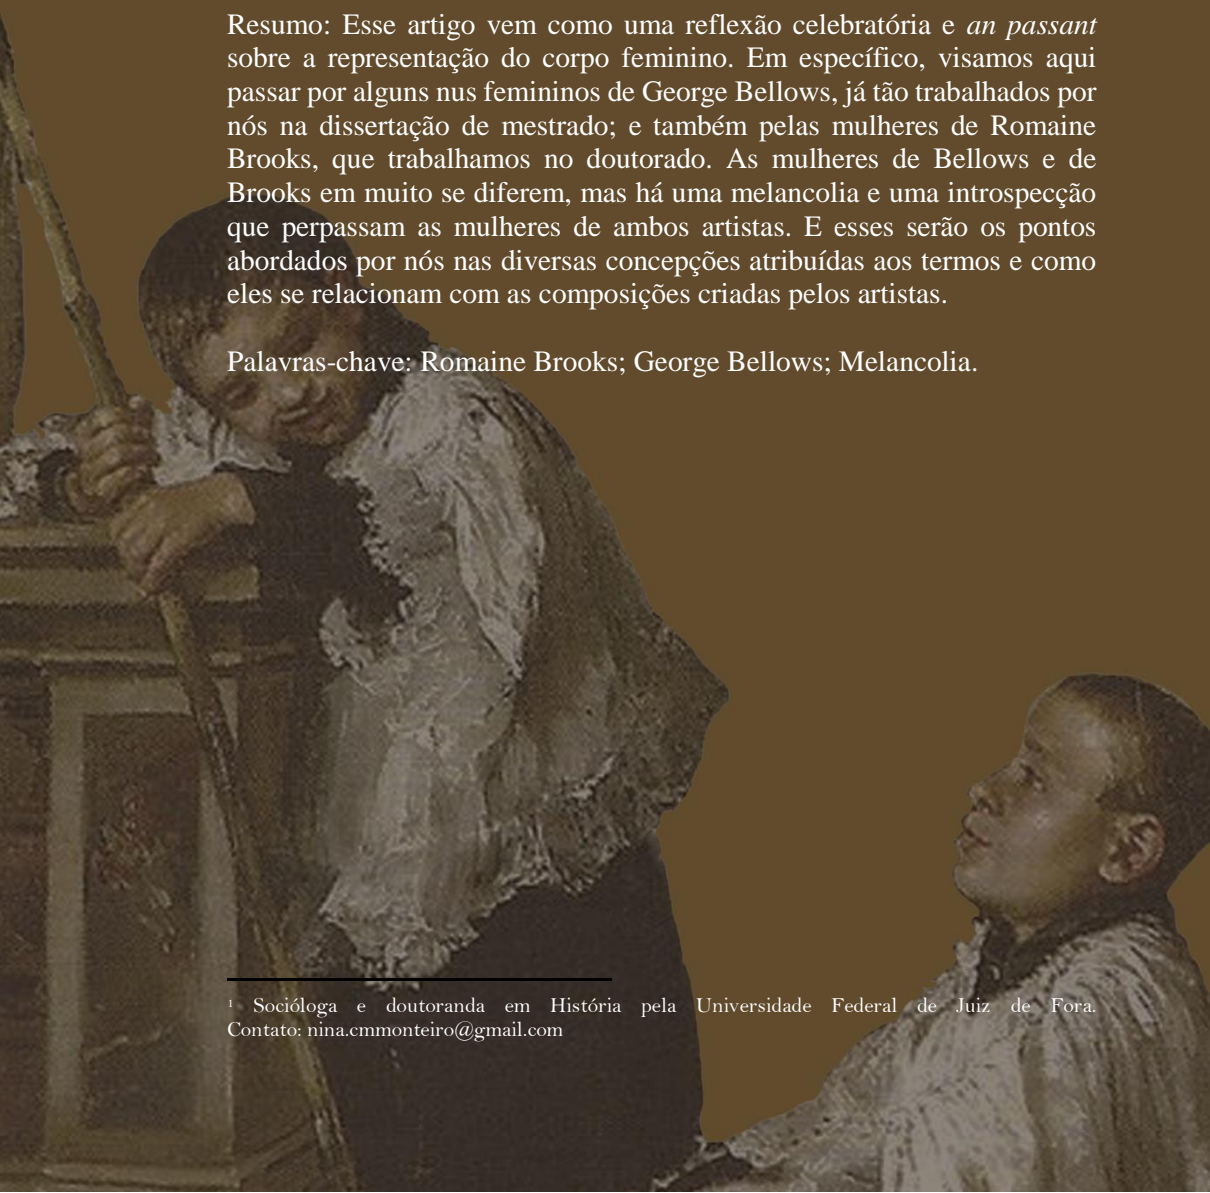 Resumo: Esse artigo vem como uma reflexão celebratória e an passant
sobre a representação do corpo feminino. Em específico, visamos aqui
passar por alguns nus femininos de George Bellows, já tão trabalhados por
nós na dissertação de mestrado; e também pelas mulheres de Romaine
Brooks, que trabalhamos no doutorado. As mulheres de Bellows e de
Brooks em muito se diferem, mas há uma melancolia e uma introspecção
que perpassam as mulheres de ambos artistas. E esses serão os pontos
abordados por nós nas diversas concepções atribuídas aos termos e como
eles se relacionam com as composições criadas pelos artistas.
Palavras-chave: Romaine Brooks; George Bellows; Melancolia.
¹ Socióloga e doutoranda em História pela Universidade Federal de Juiz de Fora.
Contato: nina.cmmonteiro@gmail.com